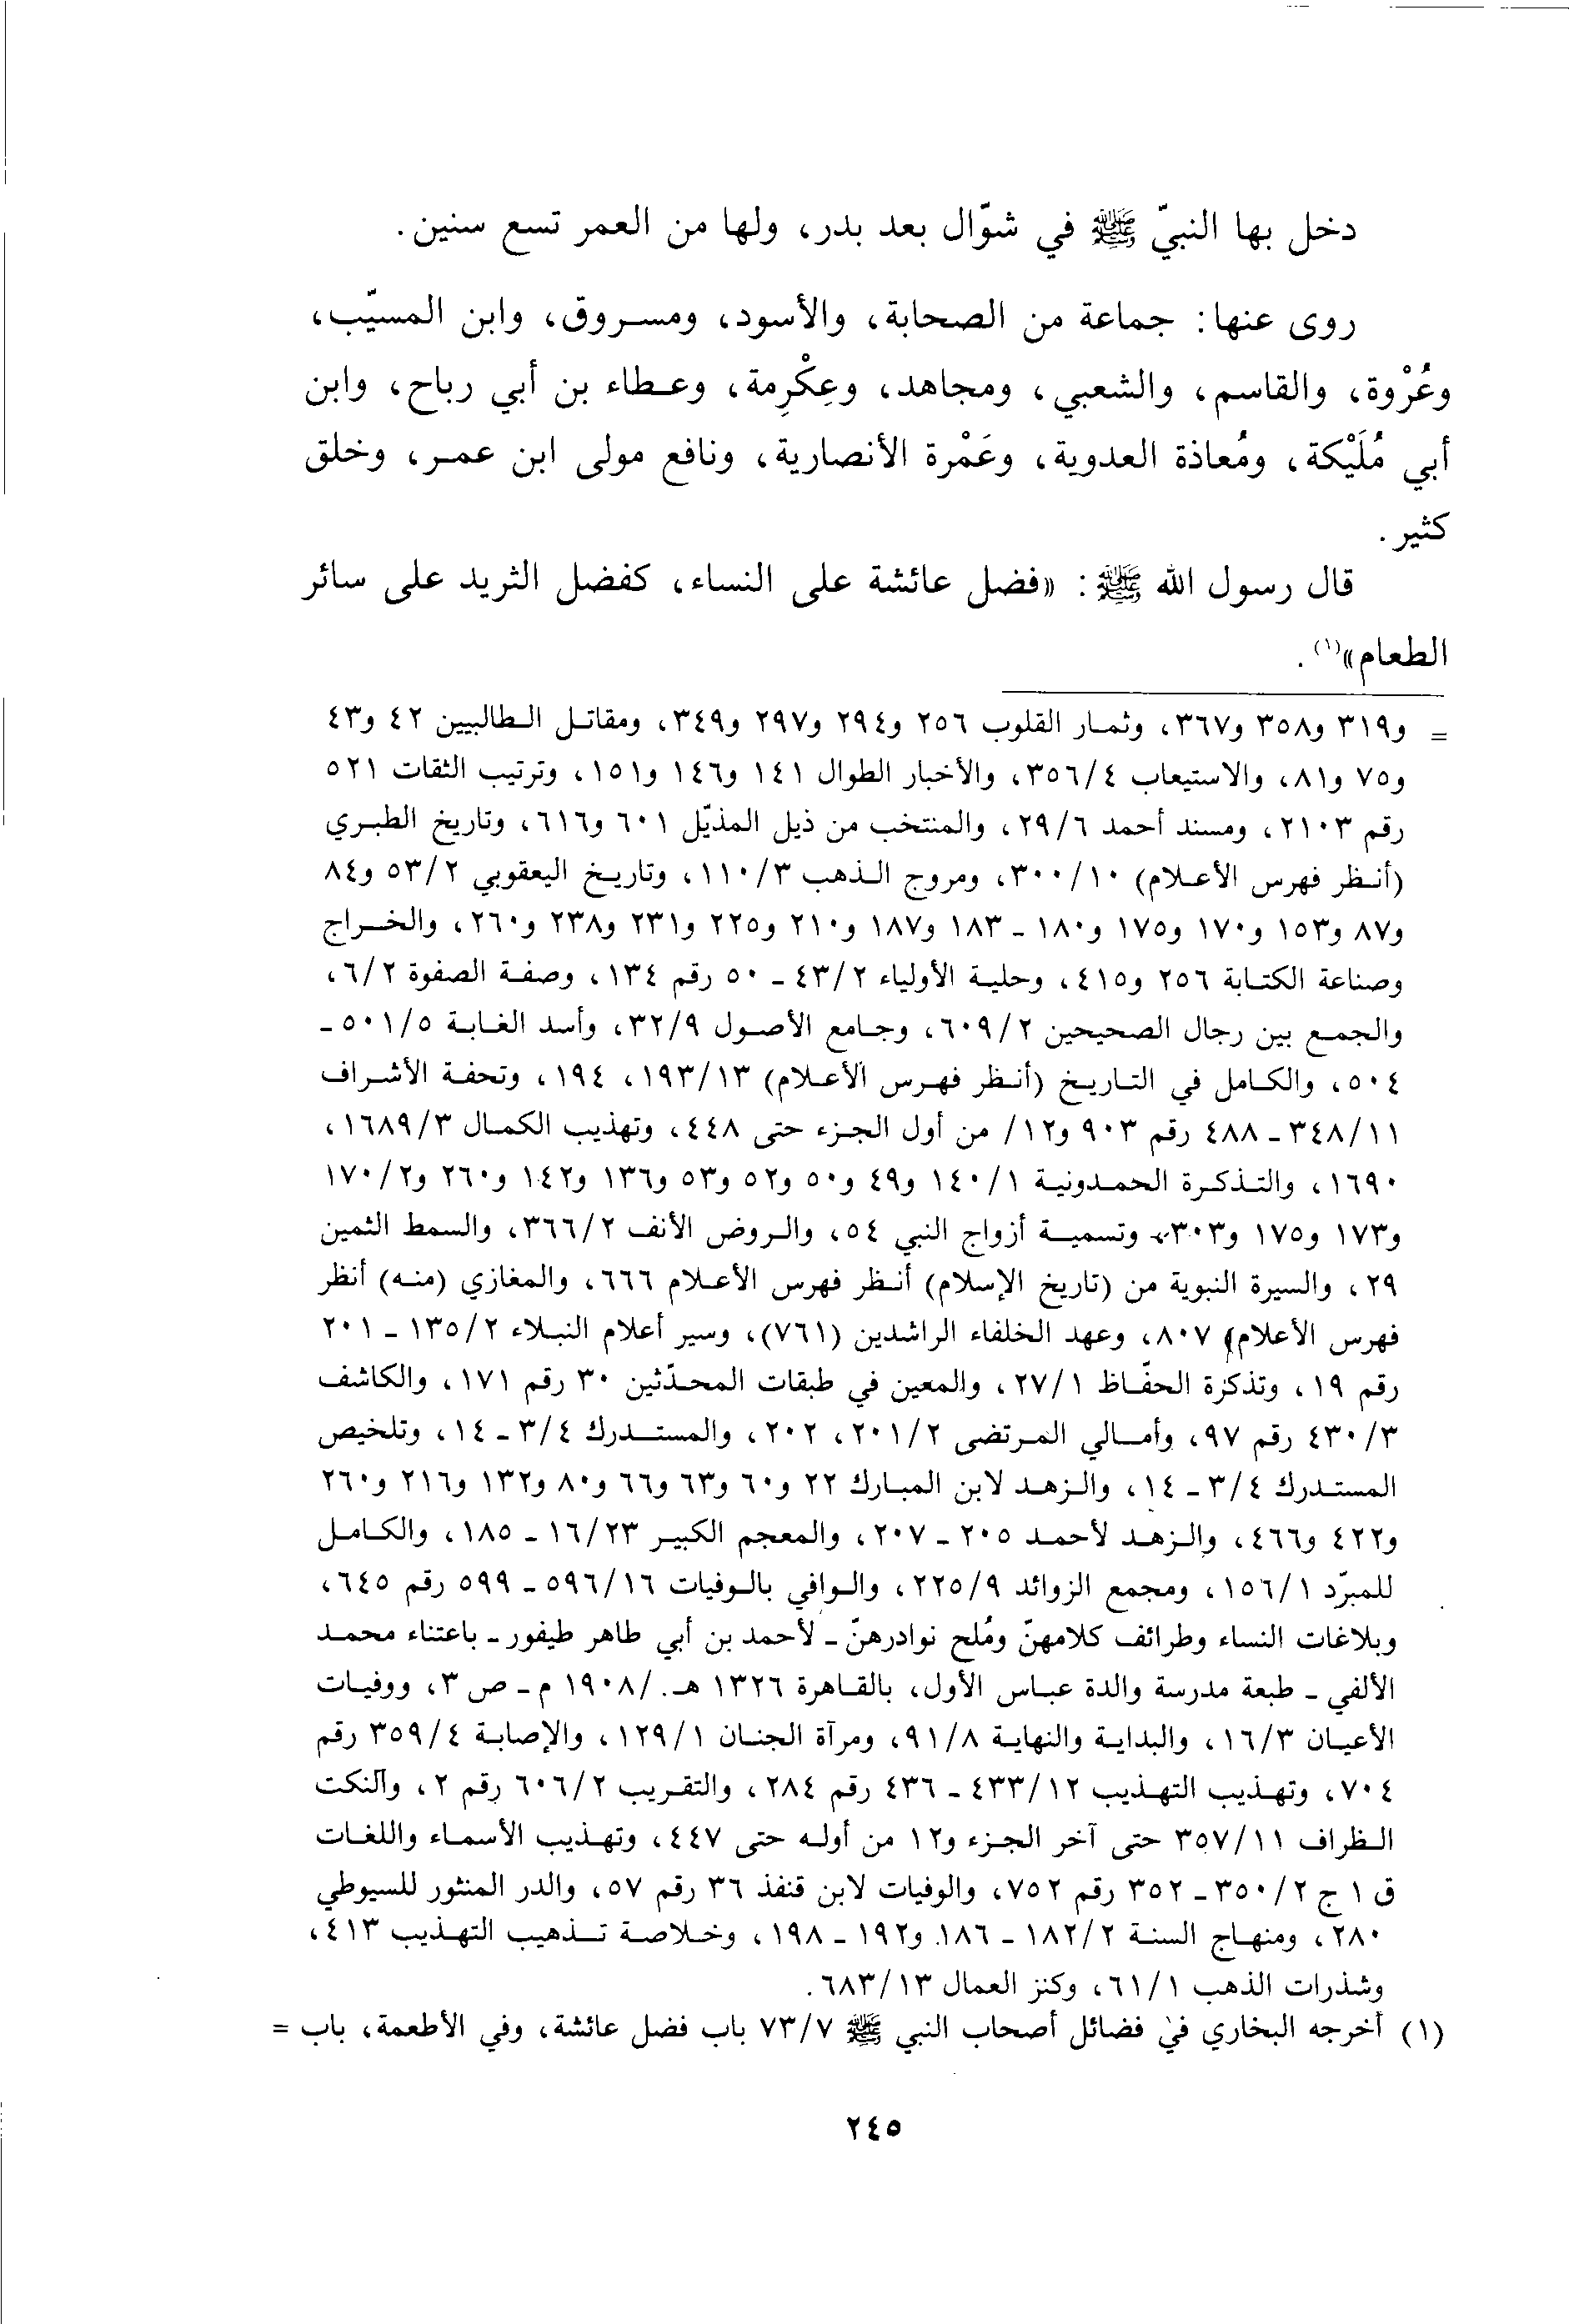 دخل بها النبيّ ﷺ في شوّال بعد بدر، ولها من العمر تسع سنين.
روى عنها: جماعة من الصحابة، والأسود، ومسروق، وابن المسيّب،
وعُرْوة، والقاسم، والشعبي، ومجاهد، وعِكْرِمة، وعطاء بن أبي رباح، وابن
أبي مُلَيْكة، ومُعاذة العدوية، وعَمْرة الأنصارية، ونافع مولى ابن عمر، وخلق
كثير.
قال رسول الله ﷺ: «فضل عائشة على النساء، كفضل الثريد على سائر
الطعام»(١).
= و٣١٩ و٣٥٨ و٣٦٧، وثمار القلوب ٢٥٦ و٢٩٤ و٢٩٧ و٣٤٩، ومقاتل الطالبيين ٤٢ و٤٣
و٧٥ و٨١، والاستيعاب ٣٥٦/٤، والأخبار الطوال ١٤١ و١٤٦ و١٥١، وترتيب الثقات ٥٢١
رقم ٢١٠٣، ومسند أحمد ٢٩/٦، والمنتخب من ذيل المذيّل ٦٠١ و٦١٦، وتاريخ الطبري
(أنظر فهرس الأعلام) ٣٠٠/١٠، ومروج الذهب ١١٠/٣، وتاريخ اليعقوبي ٥٣/٢ و٨٤
و٨٧ و١٥٣ و١٧٠ و١٧٥ و١٨٠ - ١٨٣ و١٨٧ و٢١٠ و٢٢٥ و٢٣١ و٢٣٨ و٢٦٠، والخراج
وصناعة الكتابة ٢٥٦ و٤١٥، وحلية الأولياء ٤٣/٢ - ٥٠ رقم ١٣٤، وصفة الصفوة ٦/٢،
والجمع بين رجال الصحيحين ٦٠٩/٢، وجامع الأصول ٣٢/٩، وأسد الغابة ٥٠١/٥ -
٥٠٤، والكامل في التاريخ (أنظر فهرس الأعلام) ١٩٣/١٣، ١٩٤، وتحفة الأشراف
٣٤٨/١١ - ٤٨٨ رقم ٩٠٣ و١٢/ من أول الجزء حتى ٤٤٨، وتهذيب الكمال ١٦٨٩/٣،
١٦٩٠، والتذكرة الحمدونية ١٤٠/١ و٤٩ و٥٠ و٥٢ و٥٣ و١٣٦ و١٤٢ و٢٦٠ و١٧٠/٢
و١٧٣ و١٧٥ و٣٠٣، وتسمية أزواج النبي ٥٤، والروض الأنف ٣٦٦/٢، والسمط الثمين
٢٩، والسيرة النبوية من (تاريخ الإسلام) أنظر فهرس الأعلام ٦٦٦، والمغازي (منه) أنظر
فهرس الأعلام) ٨٠٧، وعهد الخلفاء الراشدين (٧٦١)، وسير أعلام النبلاء ١٣٥/٢ - ٢٠١
رقم ١٩، وتذكرة الحفّاظ ٢٧/١، والمعين في طبقات المحدّثين ٣٠ رقم ١٧١، والكاشف
٤٣٠/٣ رقم ٩٧، وأمالي المرتضى ٢٠١/٢، ٢٠٢، والمستدرك ٣/٤ - ١٤، وتلخيص
المستدرك ٣/٤ - ١٤، والزهد لابن المبارك ٢٢ و٦٠ و٦٣ و٦٦ و٨٠ و١٣٢ و٢١٦ و٢٦٠
و٤٢٢ و٤٦٦، والزهد لأحمد ٢٠٥ - ٢٠٧، والمعجم الكبير ١٦/٢٣ - ١٨٥، والكامل
للمبرّد ١٥٦/١، ومجمع الزوائد ٢٢٥/٩، والوافي بالوفيات ٥٩٦/١٦ - ٥٩٩ رقم ٦٤٥،
وبلاغات النساء وطرائف كلامهنّ ومُلح نوادرهنّ - لأحمد بن أبي طاهر طيفور - باعتناء محمد
الألفي - طبعة مدرسة والدة عباس الأول، بالقاهرة ١٣٢٦ هـ./١٩٠٨ م - ص ٣، ووفيات
الأعيان ١٦/٣، والبداية والنهاية ٩١/٨، ومرآة الجنان ١٢٩/١، والإصابة ٣٥٩/٤ رقم
٧٠٤، وتهذيب التهذيب ٤٣٣/١٢ - ٤٣٦ رقم ٢٨٤، والتقريب ٦٠٦/٢ رقم ٢، والنكت
الظراف ٣٥٧/١١ حتى آخر الجزء و١٢ من أوله حتى ٤٤٧، وتهذيب الأسماء واللغات
ق ١ ج ٣٥٠/٢ - ٣٥٢ رقم ٧٥٢، والوفيات لابن قنفذ ٣٦ رقم ٥٧، والدر المنثور للسيوطي
٢٨٠، ومنهاج السنة ١٨٢/٢ - ١٨٦ و١٩٢ - ١٩٨، وخلاصة تذهيب التهذيب ٤١٣،
وشذرات الذهب ٦١/١، وكنز العمال ٦٨٣/١٣.
(١) أخرجه البخاري في فضائل أصحاب النبي ﷺ ٧٣/٧ باب فضل عائشة، وفي الأطعمة، باب =
٢٤٥